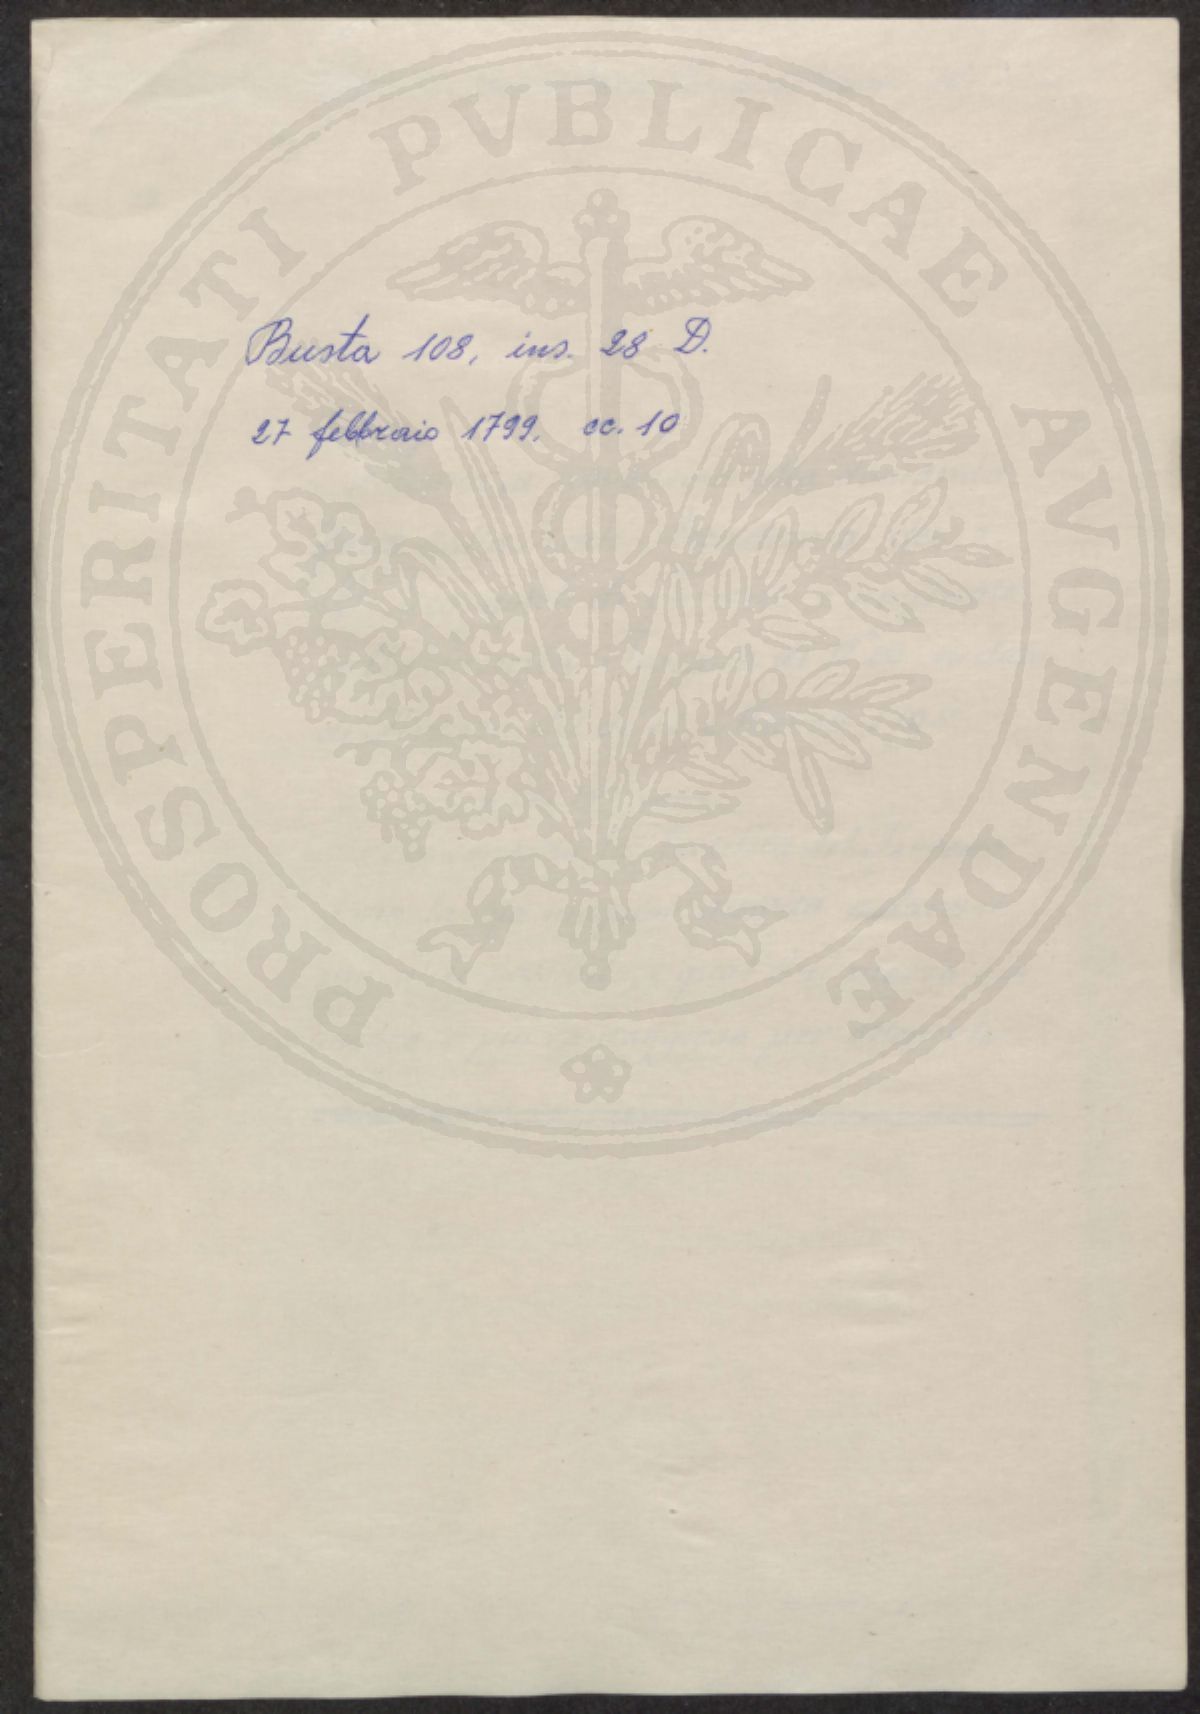 PROSPERITATI PVBLICAE AVGENDAE
Busta 108, ins. 28 D.
27 febbraio 1799, cc. 10